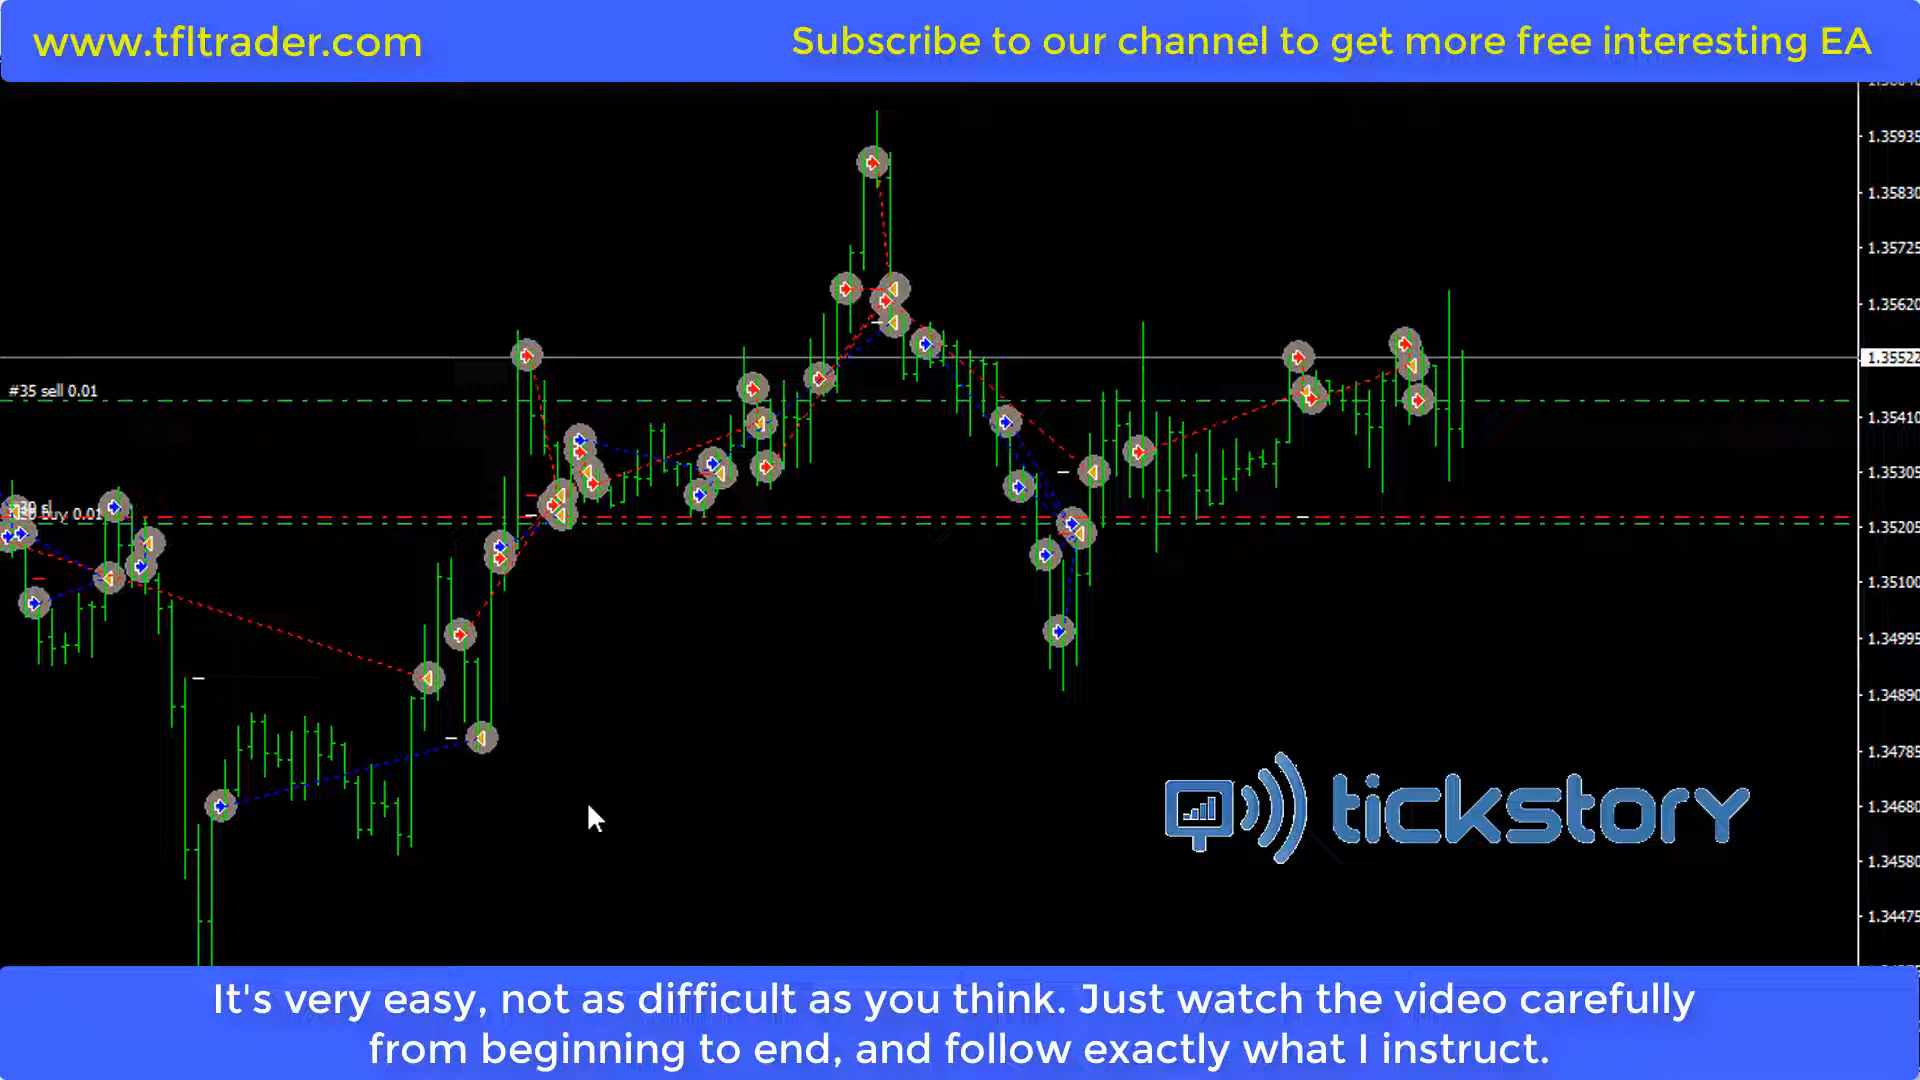 www.tfltrader.com
Subscribe to our channel to get more free interesting EA
1.35935
1.35830
1.35725
1.35620
1.35522
#35 sell 0.01
1.35410
1.35305
buy 0.01
1.35205
1.35100
1.34995
1.34890
1.34785
1.34680
1.34580
1.34475
tickstory
It's very easy, not as difficult as you think. Just watch the video carefully
from beginning to end, and follow exactly what I instruct.